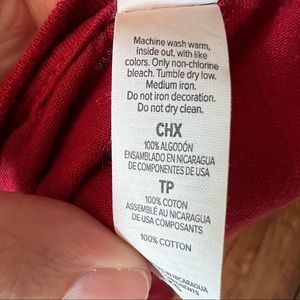 Machine wash warm,
inside out, with like
colors. Only non-chlorine
bleach. Tumble dry low.
Medium iron.
Do not iron decoration.
Do not dry clean.
CHX
100% ALGODÓN
ENSAMBLADO EN NICARAGUA
DE COMPONENTES DE USA
TP
100% COTON
ASSEMBLÉ AU NICARAGUA
DE USA COMPOSANTS
100% COTTON
IN NICARAGUA